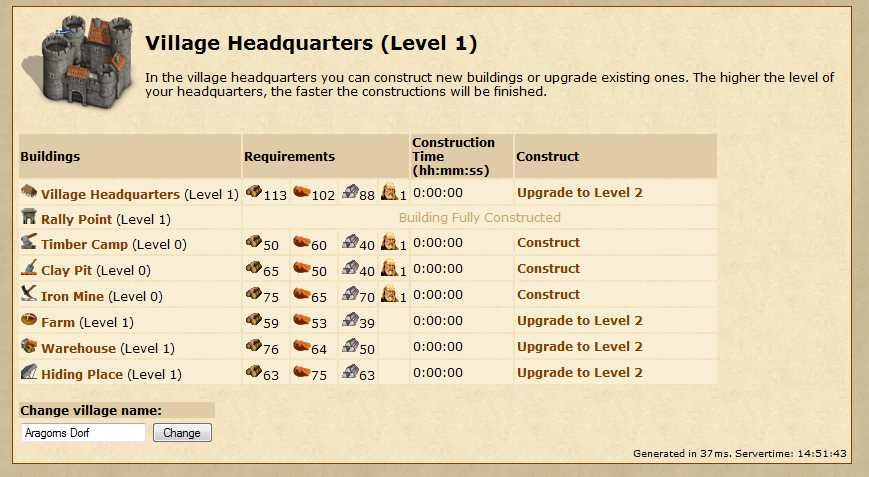 Village Headquarters (Level 1)
In the village headquarters you can construct new buildings or upgrade existing ones. The higher the level of
your headquarters, the faster the constructions will be finished.
Buildings Requirements Construction Time (hh:mm:ss) Construct
Village Headquarters (Level 1) 113 102 88 1 0:00:00 Upgrade to Level 2
Rally Point (Level 1) Building Fully Constructed
Timber Camp (Level 0) 50 60 40 1 0:00:00 Construct
Clay Pit (Level 0) 65 50 40 1 0:00:00 Construct
Iron Mine (Level 0) 75 65 70 1 0:00:00 Construct
Farm (Level 1) 59 53 39 0:00:00 Upgrade to Level 2
Warehouse (Level 1) 76 64 50 0:00:00 Upgrade to Level 2
Hiding Place (Level 1) 63 75 63 0:00:00 Upgrade to Level 2
Change village name:
Aragorns Dorf Change
Generated in 37ms. Servertime: 14:51:43